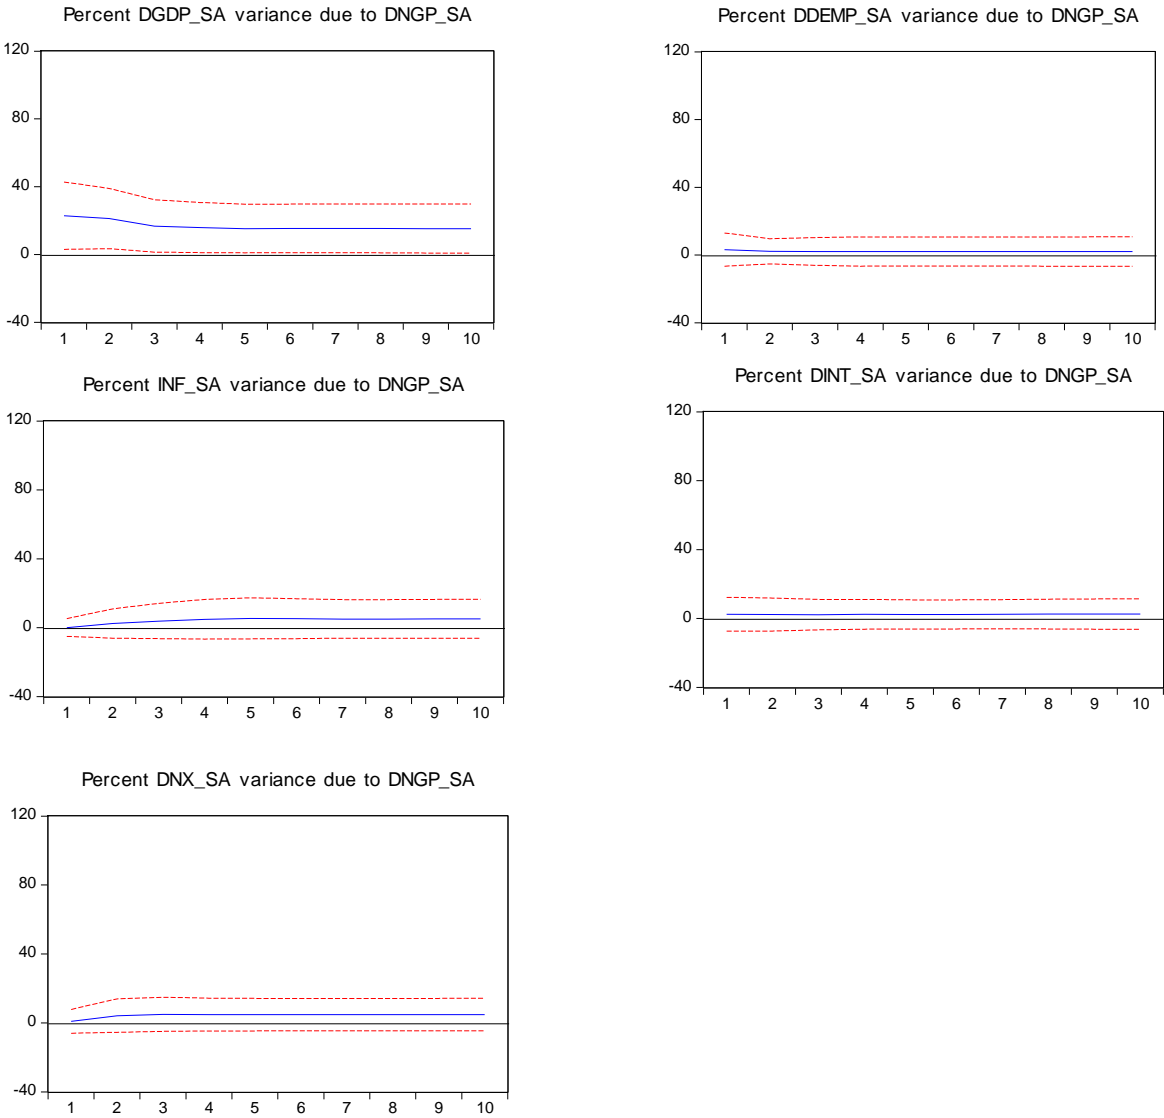 Percent DGDP_SA variance due to DNGP_SA
120
80
40
0
-40
1 2 3 4 5 6 7 8 9 10
Percent DDEMP_SA variance due to DNGP_SA
120
80
40
0
-40
1 2 3 4 5 6 7 8 9 10
Percent INF_SA variance due to DNGP_SA
120
80
40
0
-40
1 2 3 4 5 6 7 8 9 10
Percent DINT_SA variance due to DNGP_SA
120
80
40
0
-40
1 2 3 4 5 6 7 8 9 10
Percent DNX_SA variance due to DNGP_SA
120
80
40
0
-40
1 2 3 4 5 6 7 8 9 10